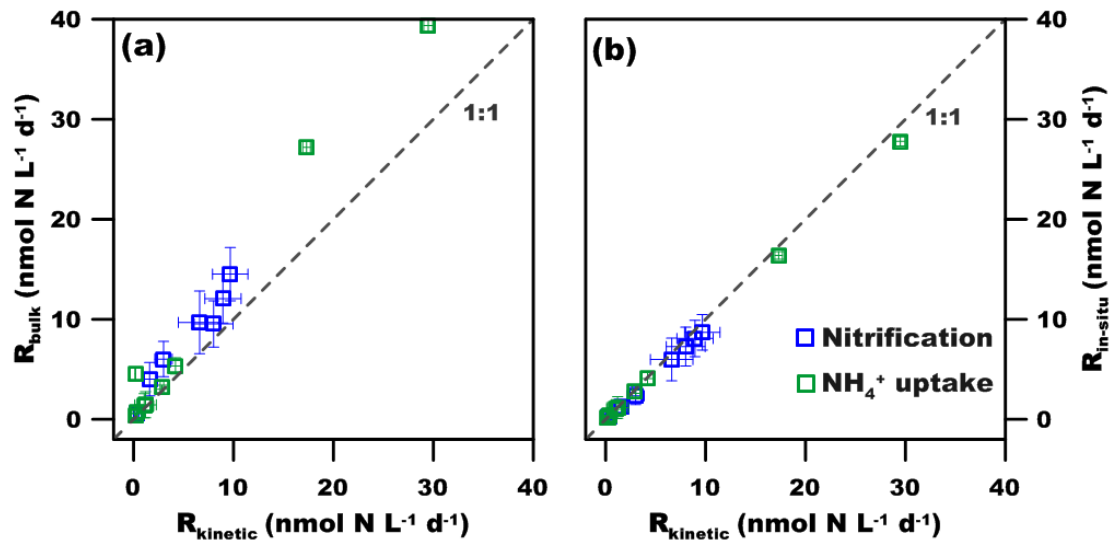 (a)
40
30
20
10
0
R_bulk (nmol N L⁻¹ d⁻¹)
1:1
0 10 20 30 40
R_kinetic (nmol N L⁻¹ d⁻¹)
(b)
1:1
Nitrification
NH₄⁺ uptake
40
30
20
10
0
R_in-situ (nmol N L⁻¹ d⁻¹)
0 10 20 30 40
R_kinetic (nmol N L⁻¹ d⁻¹)